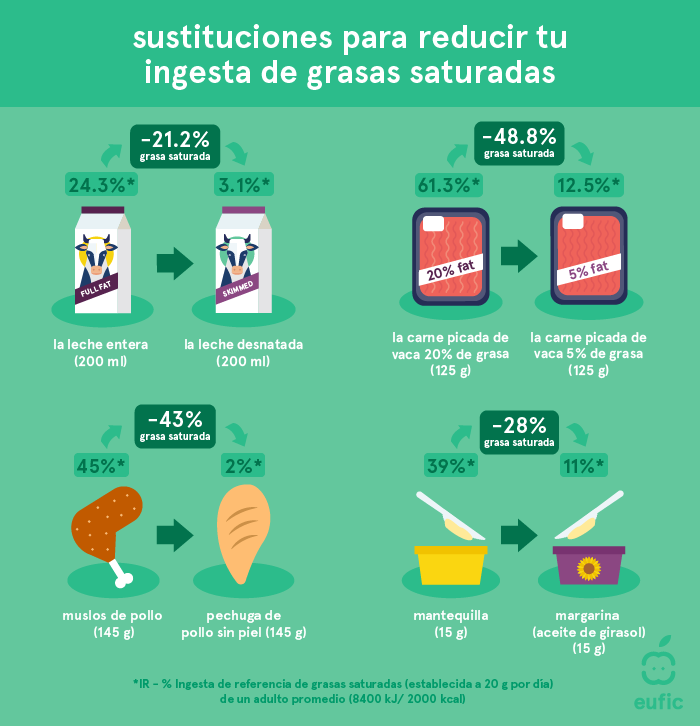 sustituciones para reducir tu
ingesta de grasas saturadas
-21.2%
grasa saturada
24.3%*
3.1%*
FULL FAT
SKIMMED
la leche entera
(200 ml)
la leche desnatada
(200 ml)
-48.8%
grasa saturada
61.3%*
12.5%*
20% fat
5% fat
la carne picada de
vaca 20% de grasa
(125 g)
la carne picada de
vaca 5% de grasa
(125 g)
-43%
grasa saturada
45%*
2%*
muslos de pollo
(145 g)
pechuga de
pollo sin piel (145 g)
-28%
grasa saturada
39%*
11%*
mantequilla
(15 g)
margarina
(aceite de girasol)
(15 g)
*IR - % Ingesta de referencia de grasas saturadas (establecida a 20 g por dia)
de un adulto promedio (8400 kJ/ 2000 kcal)
eufic